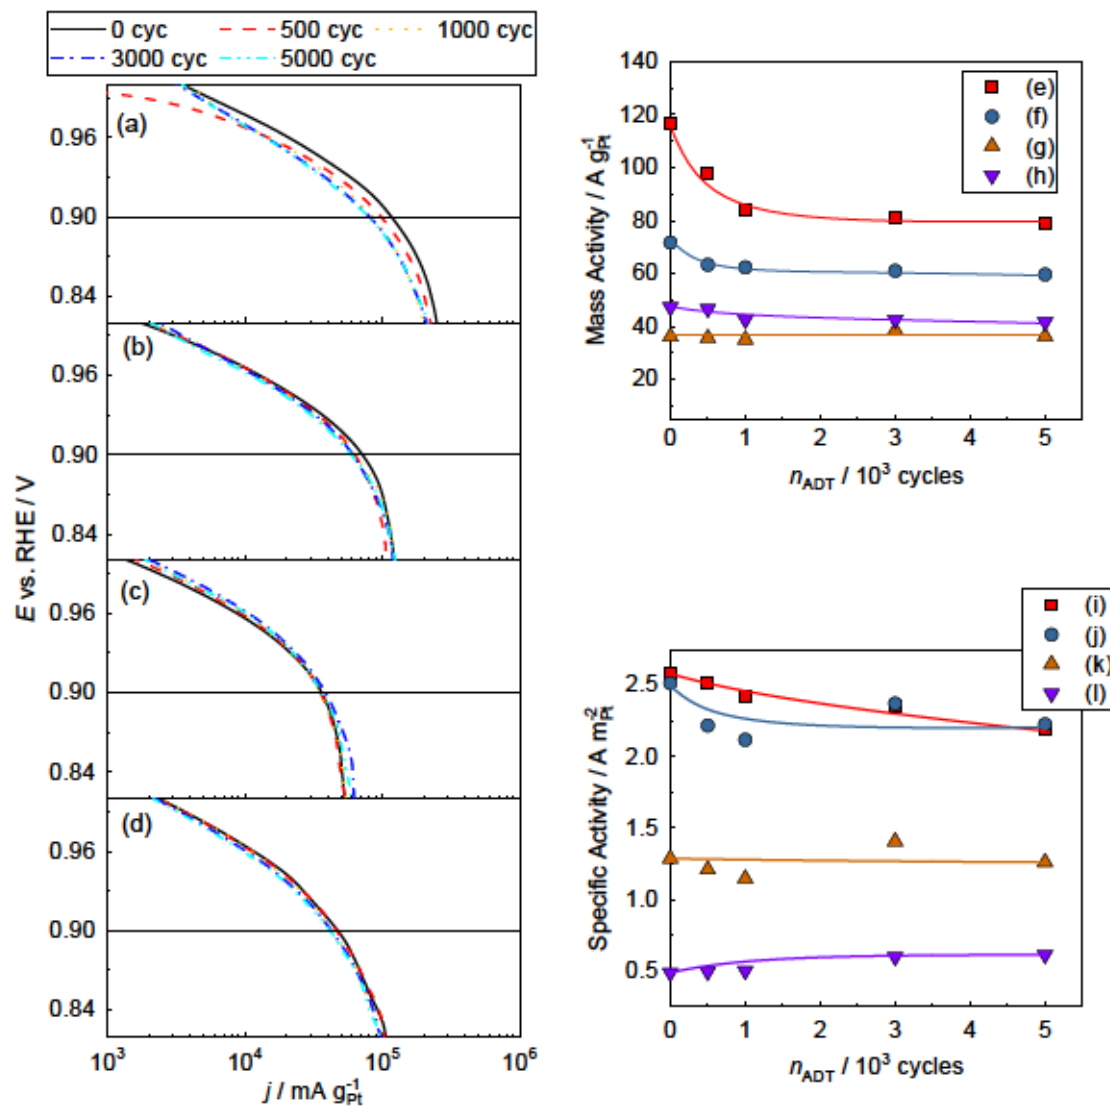 0 cyc 500 cyc 1000 cyc
3000 cyc 5000 cyc
(a)
0.96
0.90
0.84
(b)
0.96
0.90
0.84
(c)
0.96
0.90
0.84
(d)
0.96
0.90
0.84
10³ 10⁴ 10⁵ 10⁶
E vs. RHE / V
j / mA g⁻¹Pt
140
120
100
80
60
40
20
0 1 2 3 4 5
Mass Activity / A g⁻¹Pt
nADT / 10³ cycles
(e)
(f)
(g)
(h)
2.5
2.0
1.5
1.0
0.5
0 1 2 3 4 5
Specific Activity / A m⁻²Pt
nADT / 10³ cycles
(i)
(j)
(k)
(l)